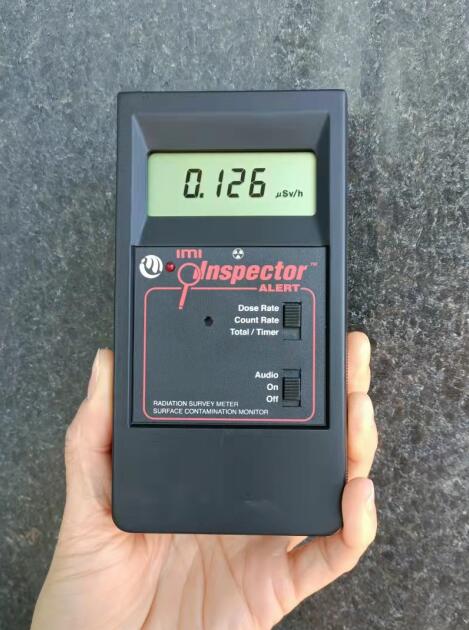 0.126 µSv/h
IMI
Inspector™
ALERT
Dose Rate
Count Rate
Total / Timer
Audio
On
Off
RADIATION SURVEY METER
SURFACE CONTAMINATION MONITOR